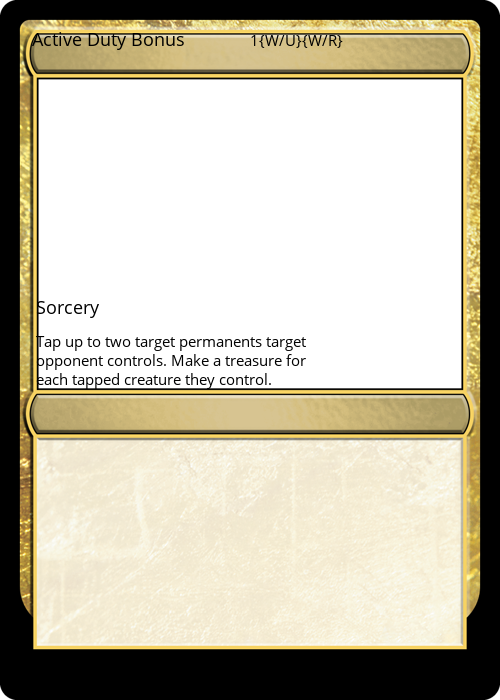 Active Duty Bonus 1{W/U}{W/R}
Sorcery
Tap up to two target permanents target
opponent controls. Make a treasure for
each tapped creature they control.